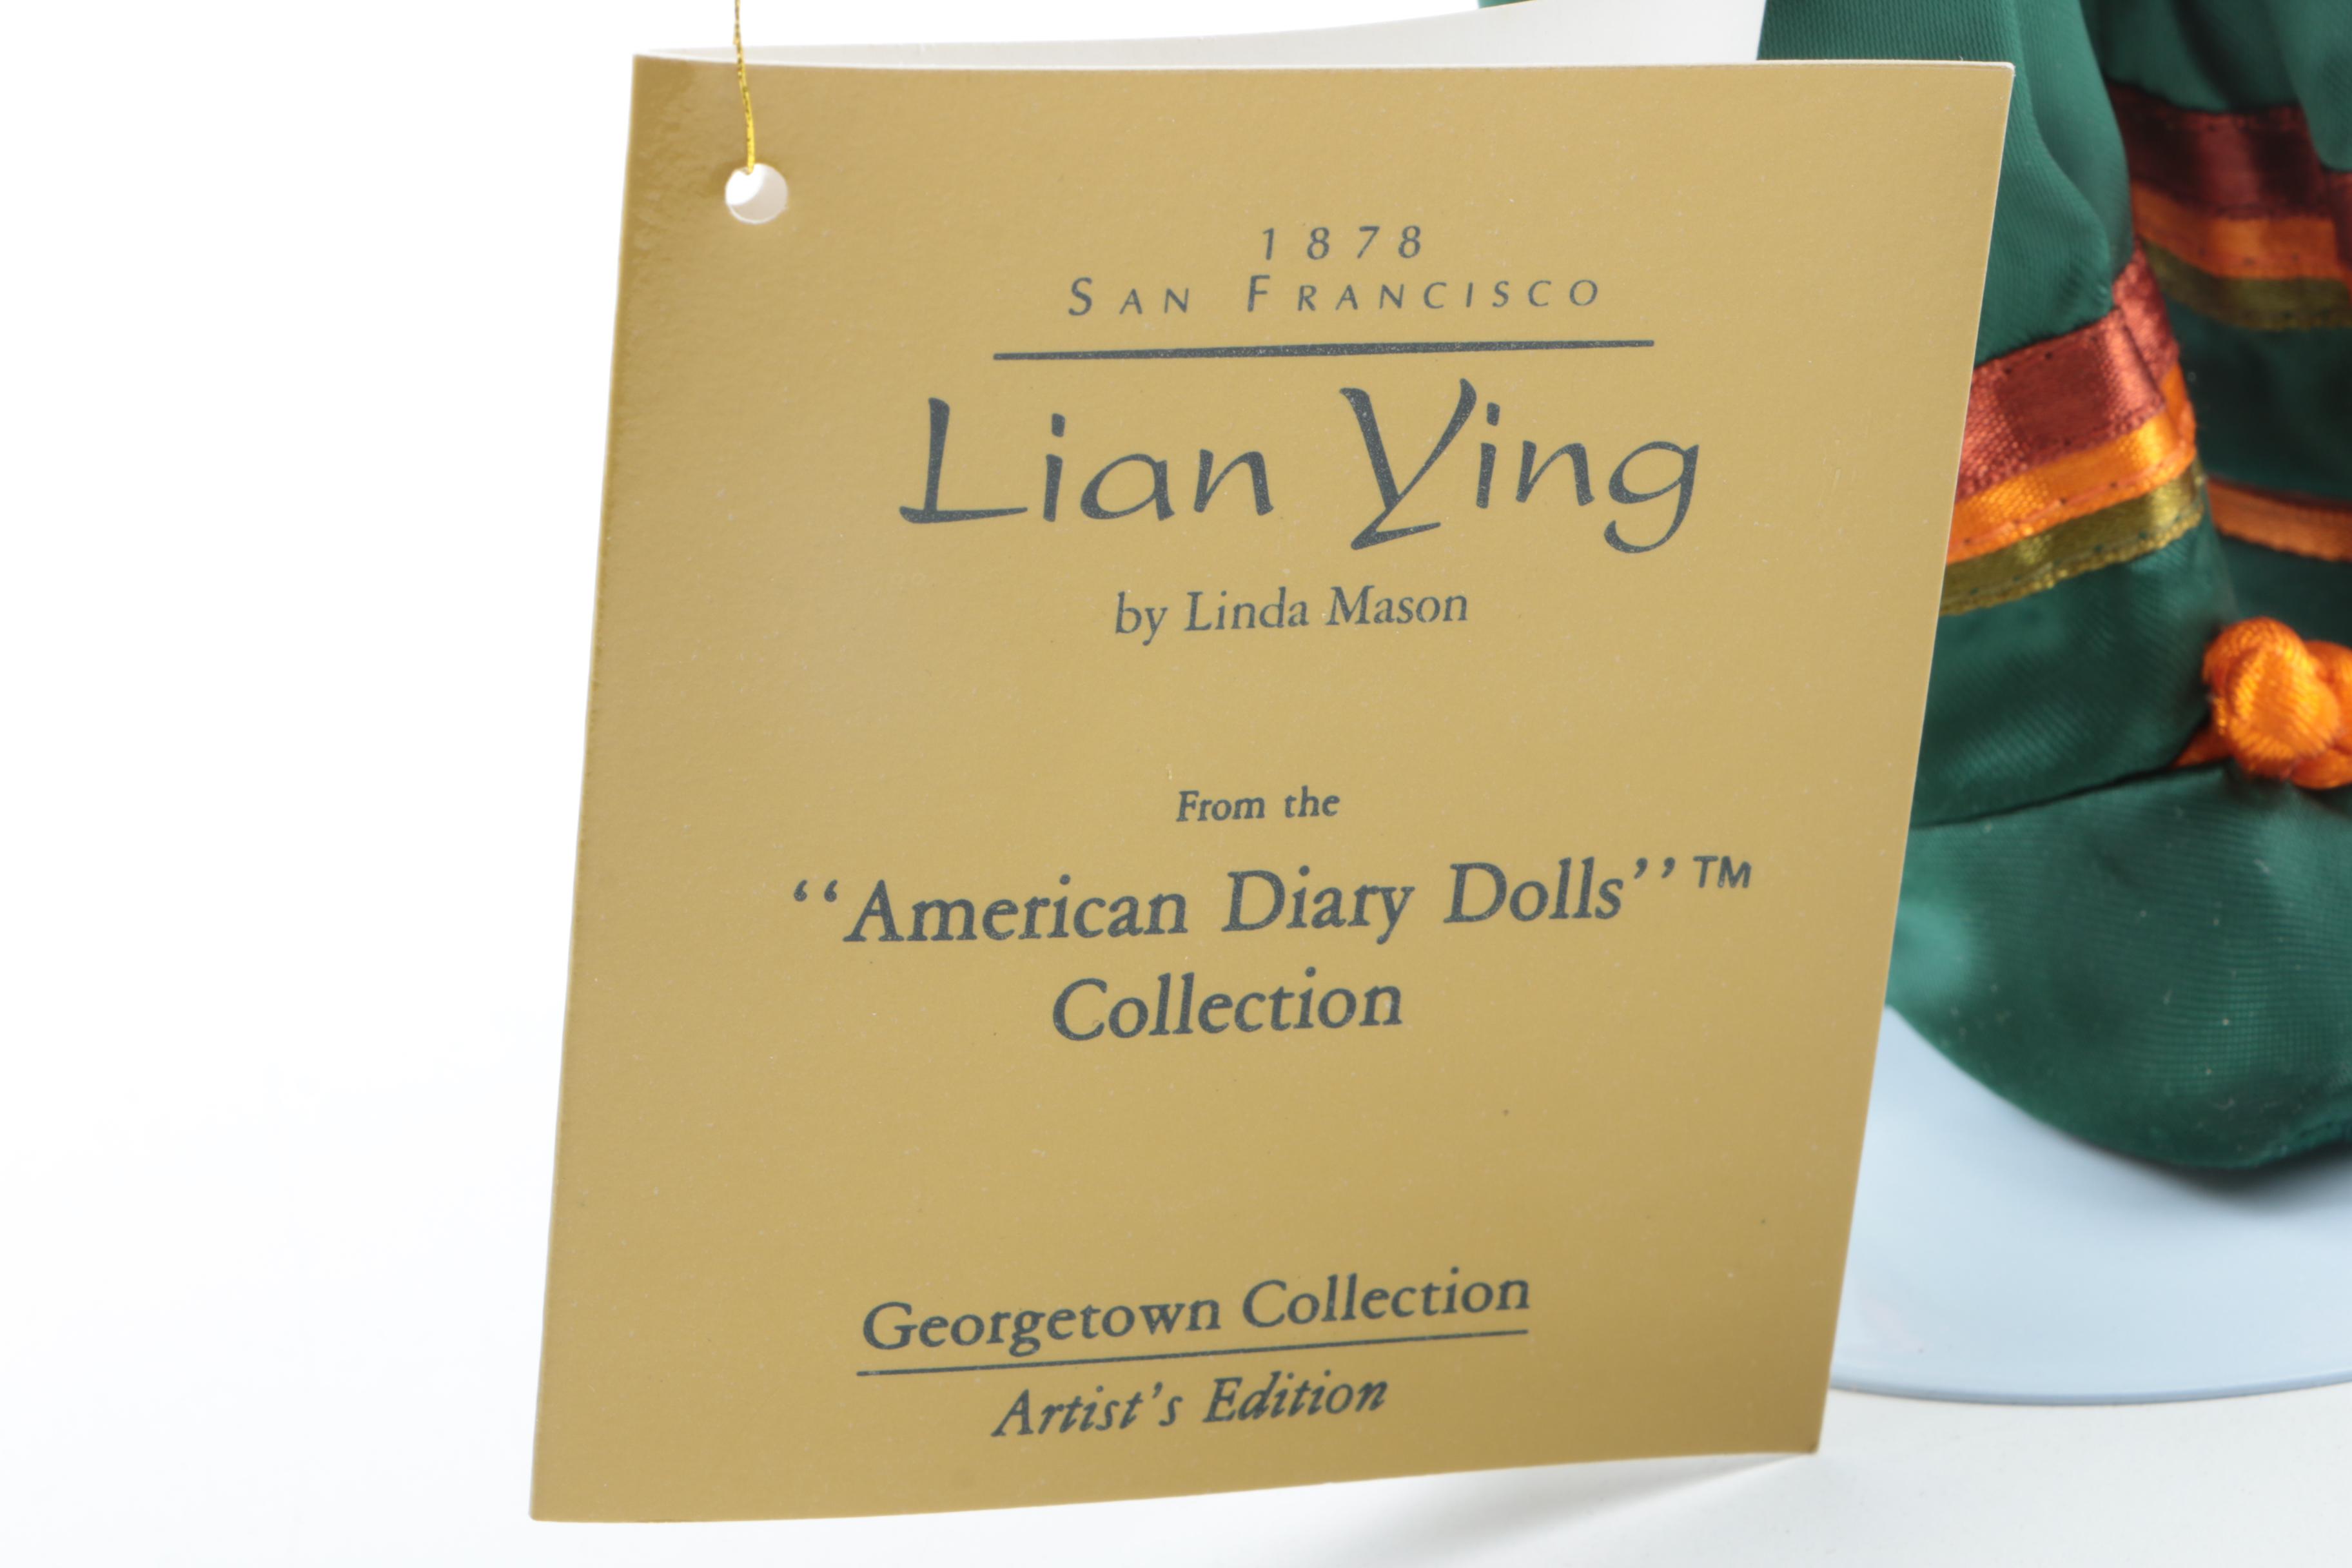 1878
SAN FRANCISCO
Lian Ying
by Linda Mason
From the
“American Diary Dolls”™
Collection
Georgetown Collection
Artist's Edition